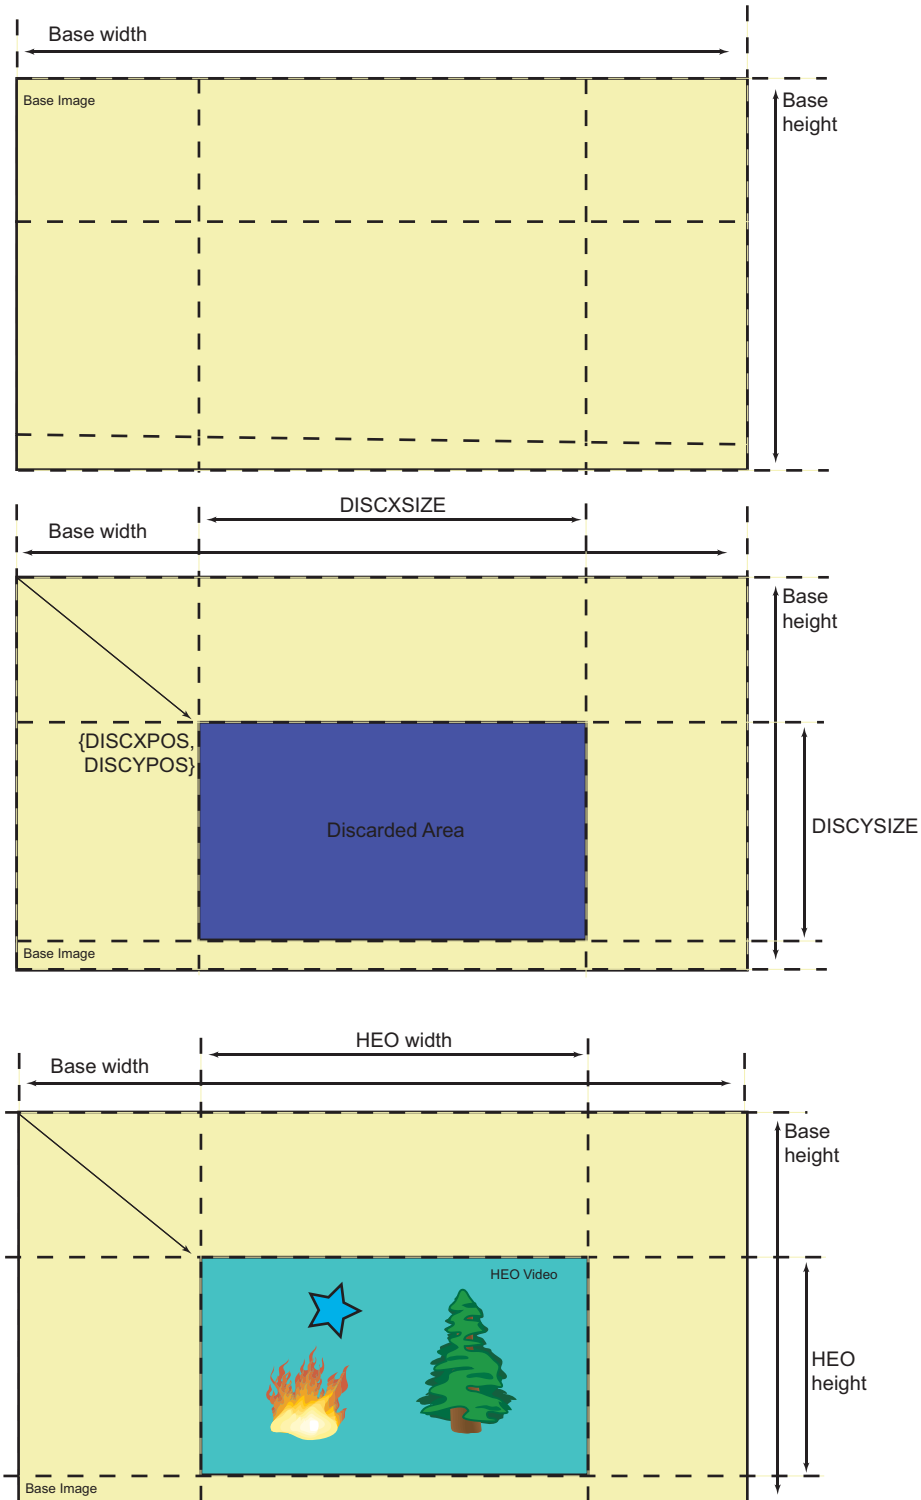 Base width
Base Image
Base
height
DISCXSIZE
Base width
Base
height
{DISCXPOS,
DISCYPOS}
Discarded Area
DISCYSIZE
Base Image
HEO width
Base width
Base
height
HEO Video
HEO
height
Base Image